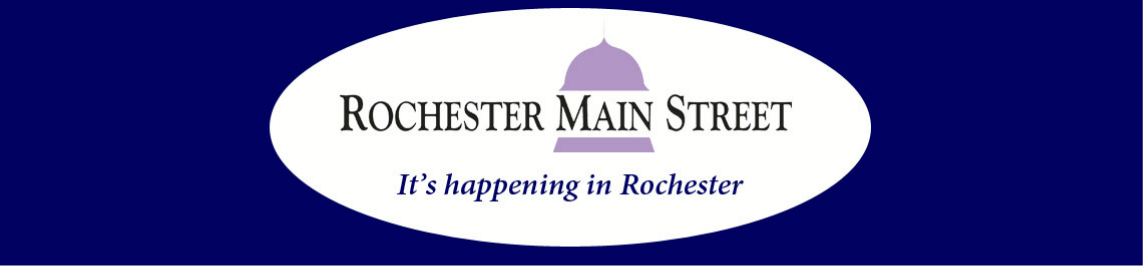 ROCHESTER MAIN STREET
It's happening in Rochester